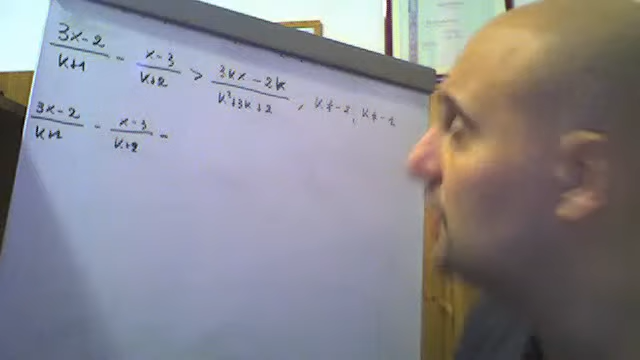 (3x-2)/(k+1) - (x-3)/(k+2) > (3kx-2k)/(k²+3k+2) , k≠-2, k≠-1
(3x-2)/(k+1) - (x-3)/(k+2) =